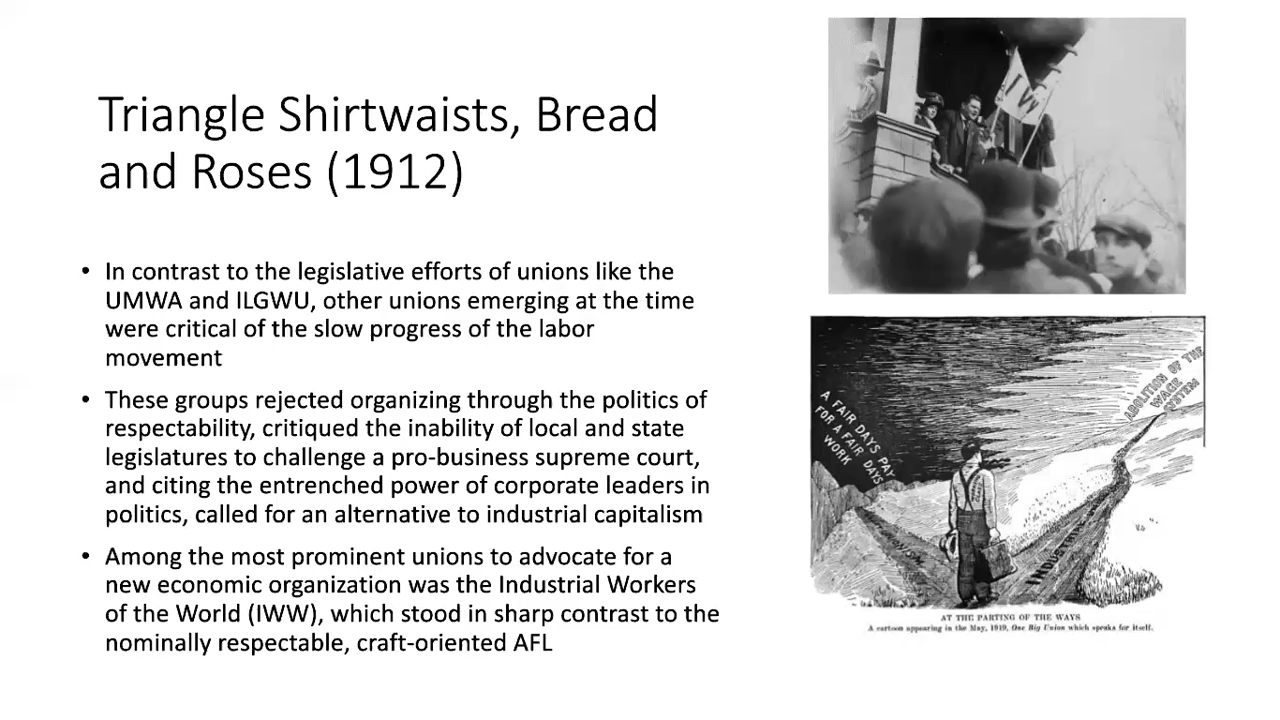 Triangle Shirtwaists, Bread
and Roses (1912)
• In contrast to the legislative efforts of unions like the
UMWA and ILGWU, other unions emerging at the time
were critical of the slow progress of the labor
movement
• These groups rejected organizing through the politics of
respectability, critiqued the inability of local and state
legislatures to challenge a pro-business supreme court,
and citing the entrenched power of corporate leaders in
politics, called for an alternative to industrial capitalism
• Among the most prominent unions to advocate for a
new economic organization was the Industrial Workers
of the World (IWW), which stood in sharp contrast to the
nominally respectable, craft-oriented AFL
IW
A FAIR DAYS PAY
FOR A FAIR DAYS
WORK
ABOLITION OF THE
WAGE
SYSTEM
AT THE PARTING OF THE WAYS
A cartoon appearing in the May, 1919, One Big Union which speaks for itself.